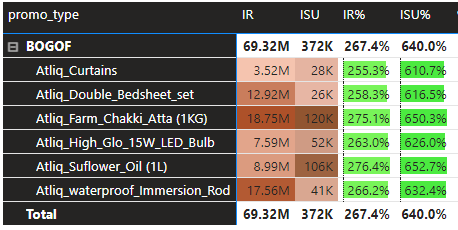 promo_type IR ISU IR% ISU%
BOGOF 69.32M 372K 267.4% 640.0%
Atliq_Curtains 3.52M 28K 255.3% 610.7%
Atliq_Double_Bedsheet_set 12.92M 26K 258.3% 616.5%
Atliq_Farm_Chakki_Atta (1KG) 18.75M 120K 275.1% 650.3%
Atliq_High_Glo_15W_LED_Bulb 7.59M 52K 263.0% 626.0%
Atliq_Suflower_Oil (1L) 8.99M 106K 276.4% 652.7%
Atliq_waterproof_Immersion_Rod 17.56M 41K 266.2% 632.4%
Total 69.32M 372K 267.4% 640.0%